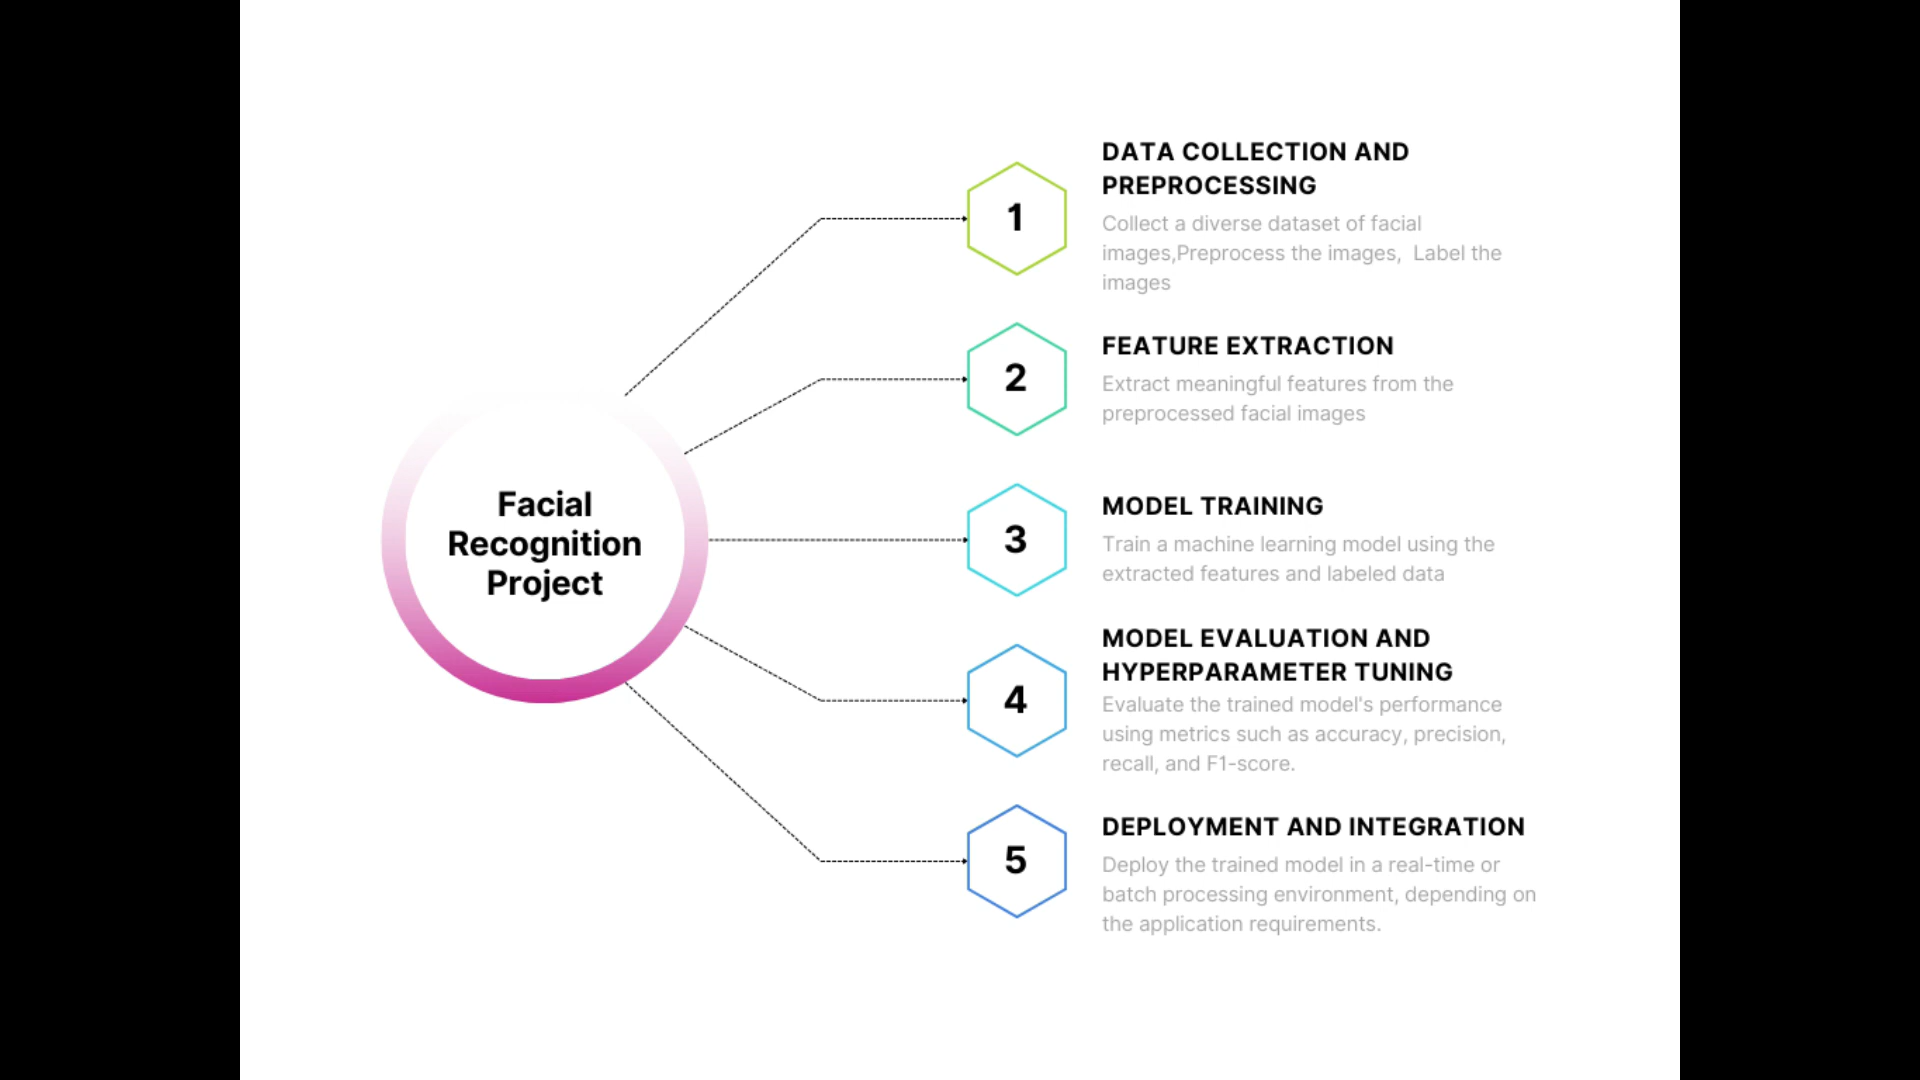 Facial
Recognition
Project
1
DATA COLLECTION AND
PREPROCESSING
Collect a diverse dataset of facial
images,Preprocess the images,  Label the
images
2
FEATURE EXTRACTION
Extract meaningful features from the
preprocessed facial images
3
MODEL TRAINING
Train a machine learning model using the
extracted features and labeled data
4
MODEL EVALUATION AND
HYPERPARAMETER TUNING
Evaluate the trained model's performance
using metrics such as accuracy, precision,
recall, and F1-score.
5
DEPLOYMENT AND INTEGRATION
Deploy the trained model in a real-time or
batch processing environment, depending on
the application requirements.